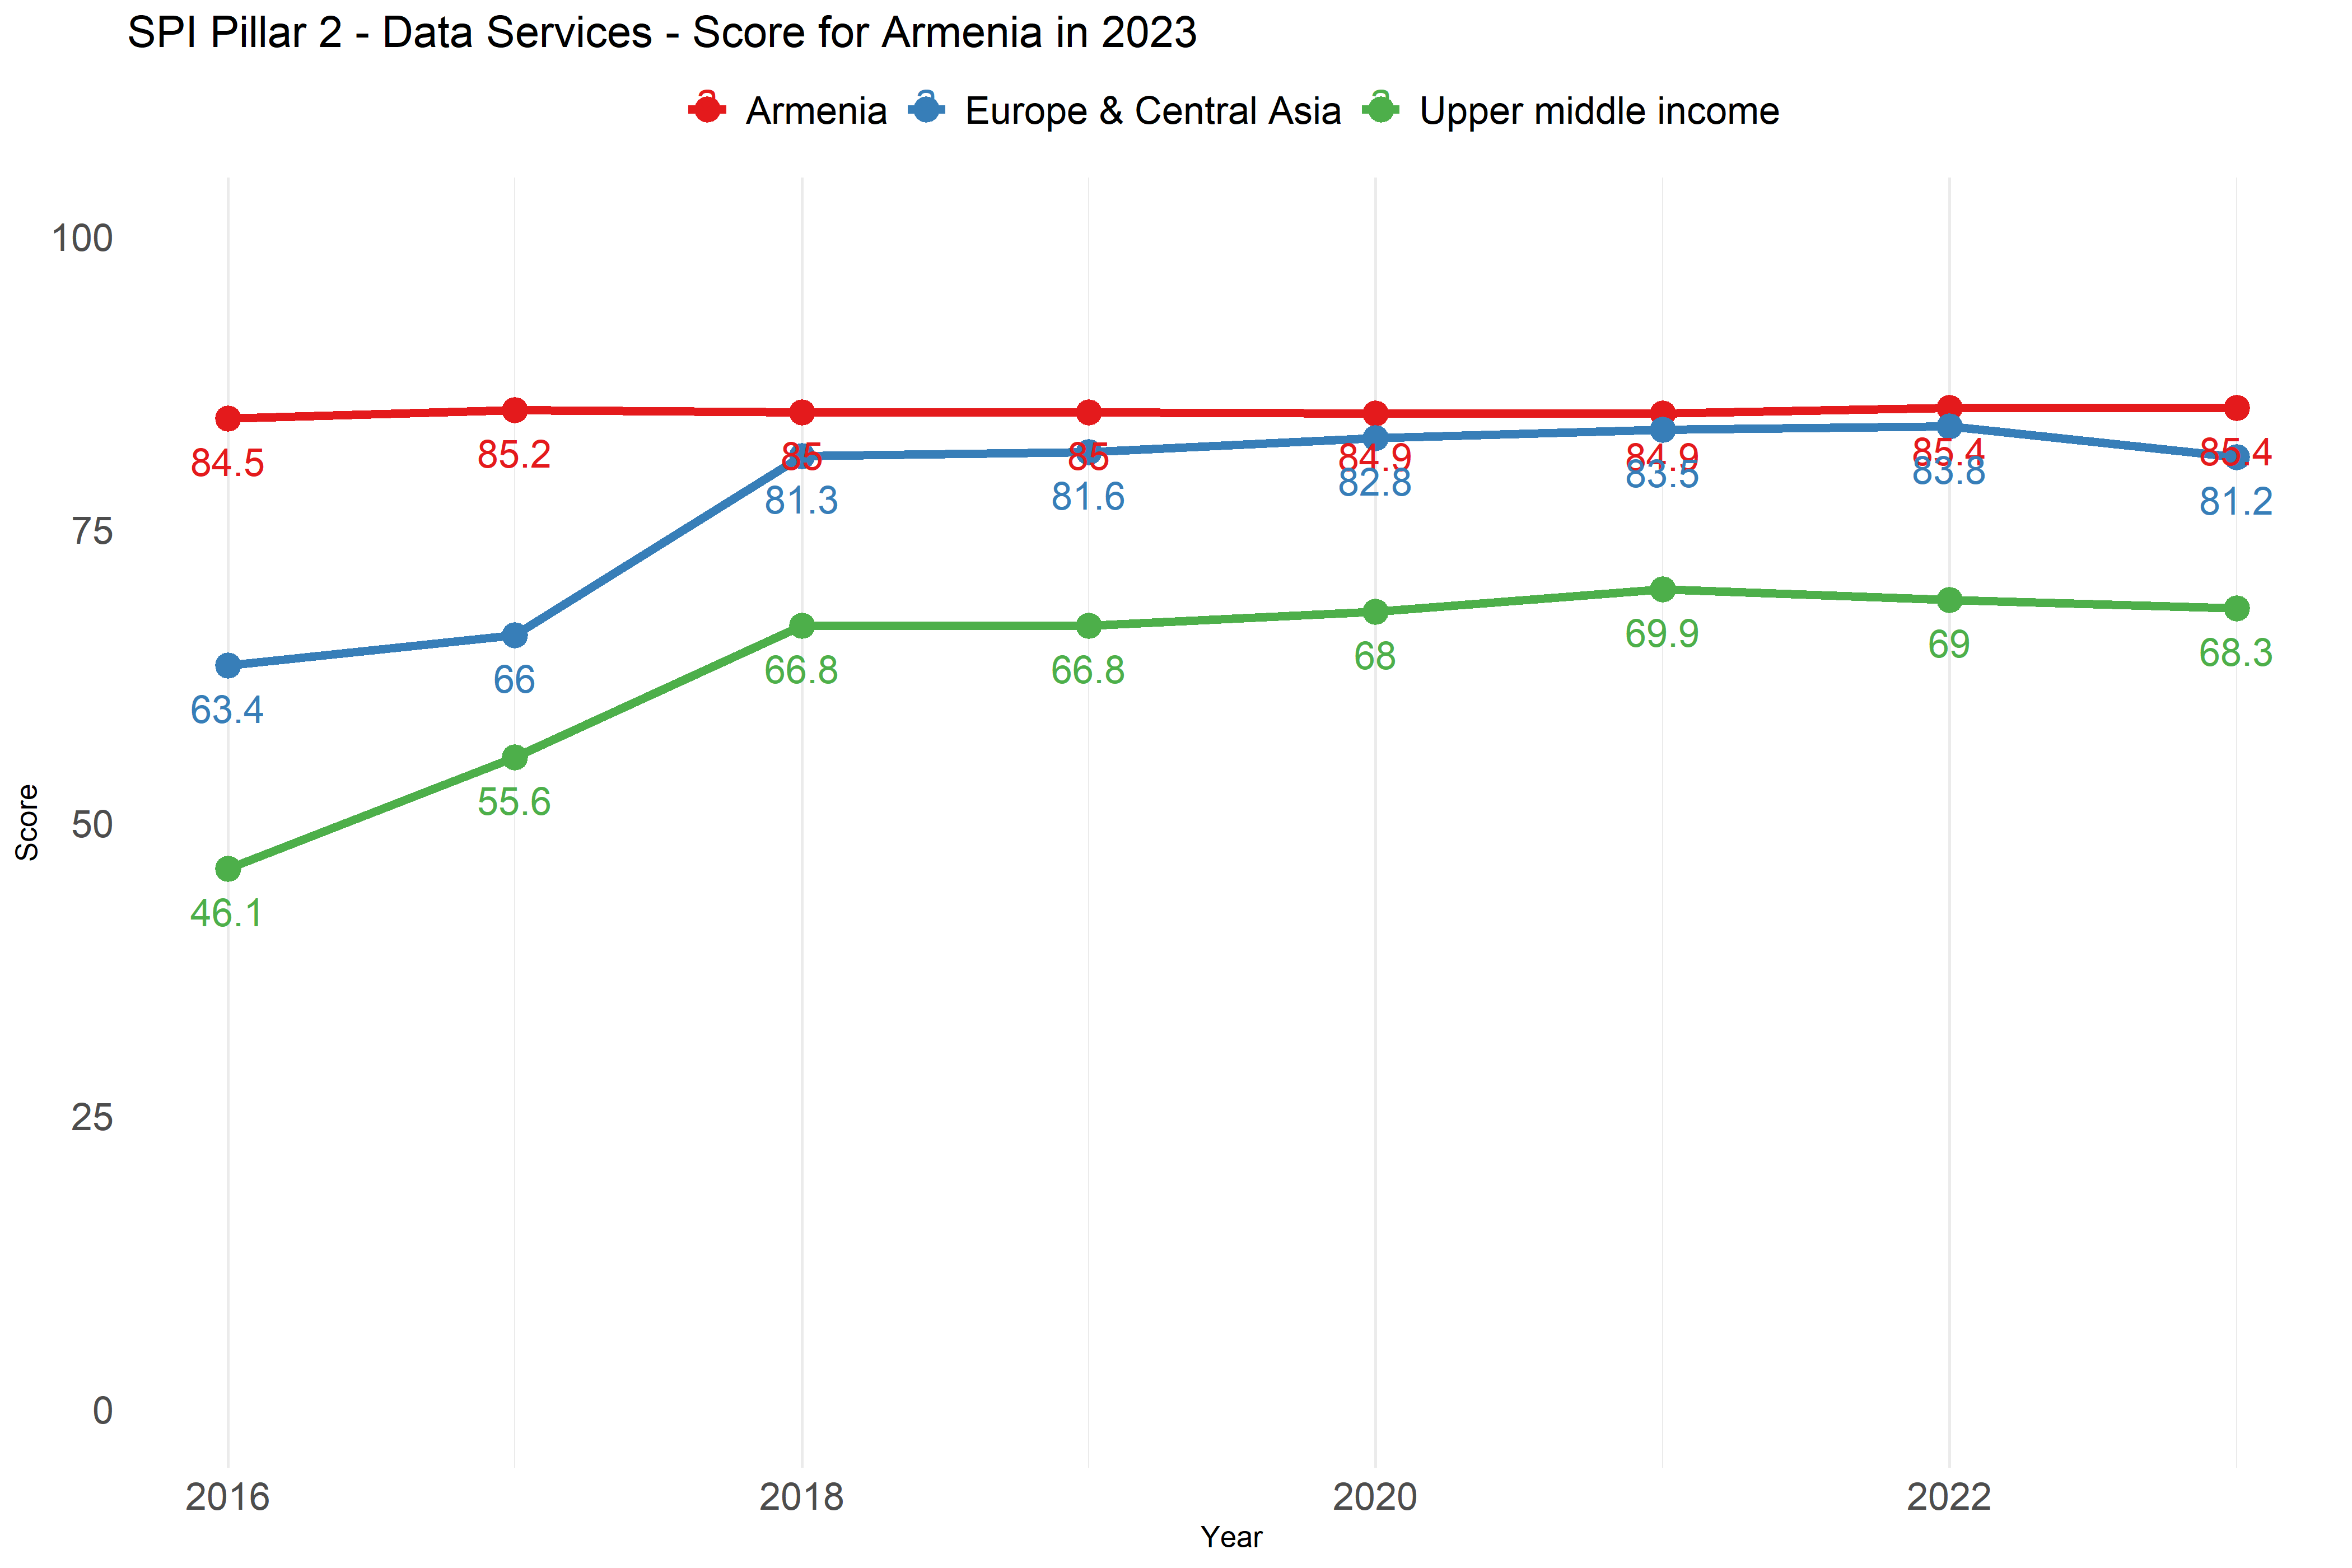 SPI Pillar 2 - Data Services - Score for Armenia in 2023
a Armenia a Europe & Central Asia a Upper middle income
100
75
50
25
0
Score
84.5 85.2 85 85 84.9 84.9 85.4 85.4
63.4 66 81.3 81.6 82.8 83.5 83.8 81.2
46.1 55.6 66.8 66.8 68 69.9 69 68.3
2016 2018 2020 2022
Year